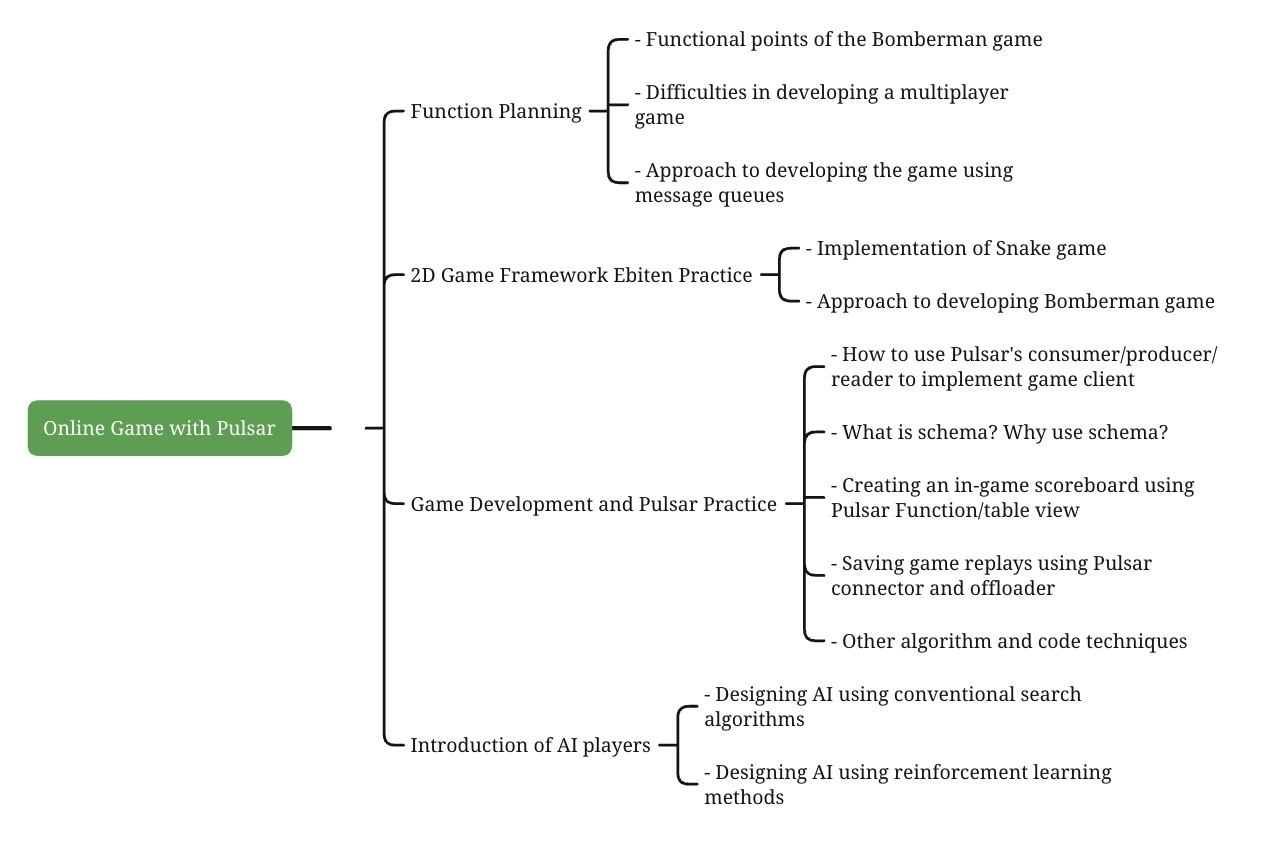 Online Game with Pulsar
Function Planning
- Functional points of the Bomberman game
- Difficulties in developing a multiplayer
game
- Approach to developing the game using
message queues
2D Game Framework Ebiten Practice
- Implementation of Snake game
- Approach to developing Bomberman game
Game Development and Pulsar Practice
- How to use Pulsar's consumer/producer/
reader to implement game client
- What is schema? Why use schema?
- Creating an in-game scoreboard using
Pulsar Function/table view
- Saving game replays using Pulsar
connector and offloader
- Other algorithm and code techniques
Introduction of AI players
- Designing AI using conventional search
algorithms
- Designing AI using reinforcement learning
methods